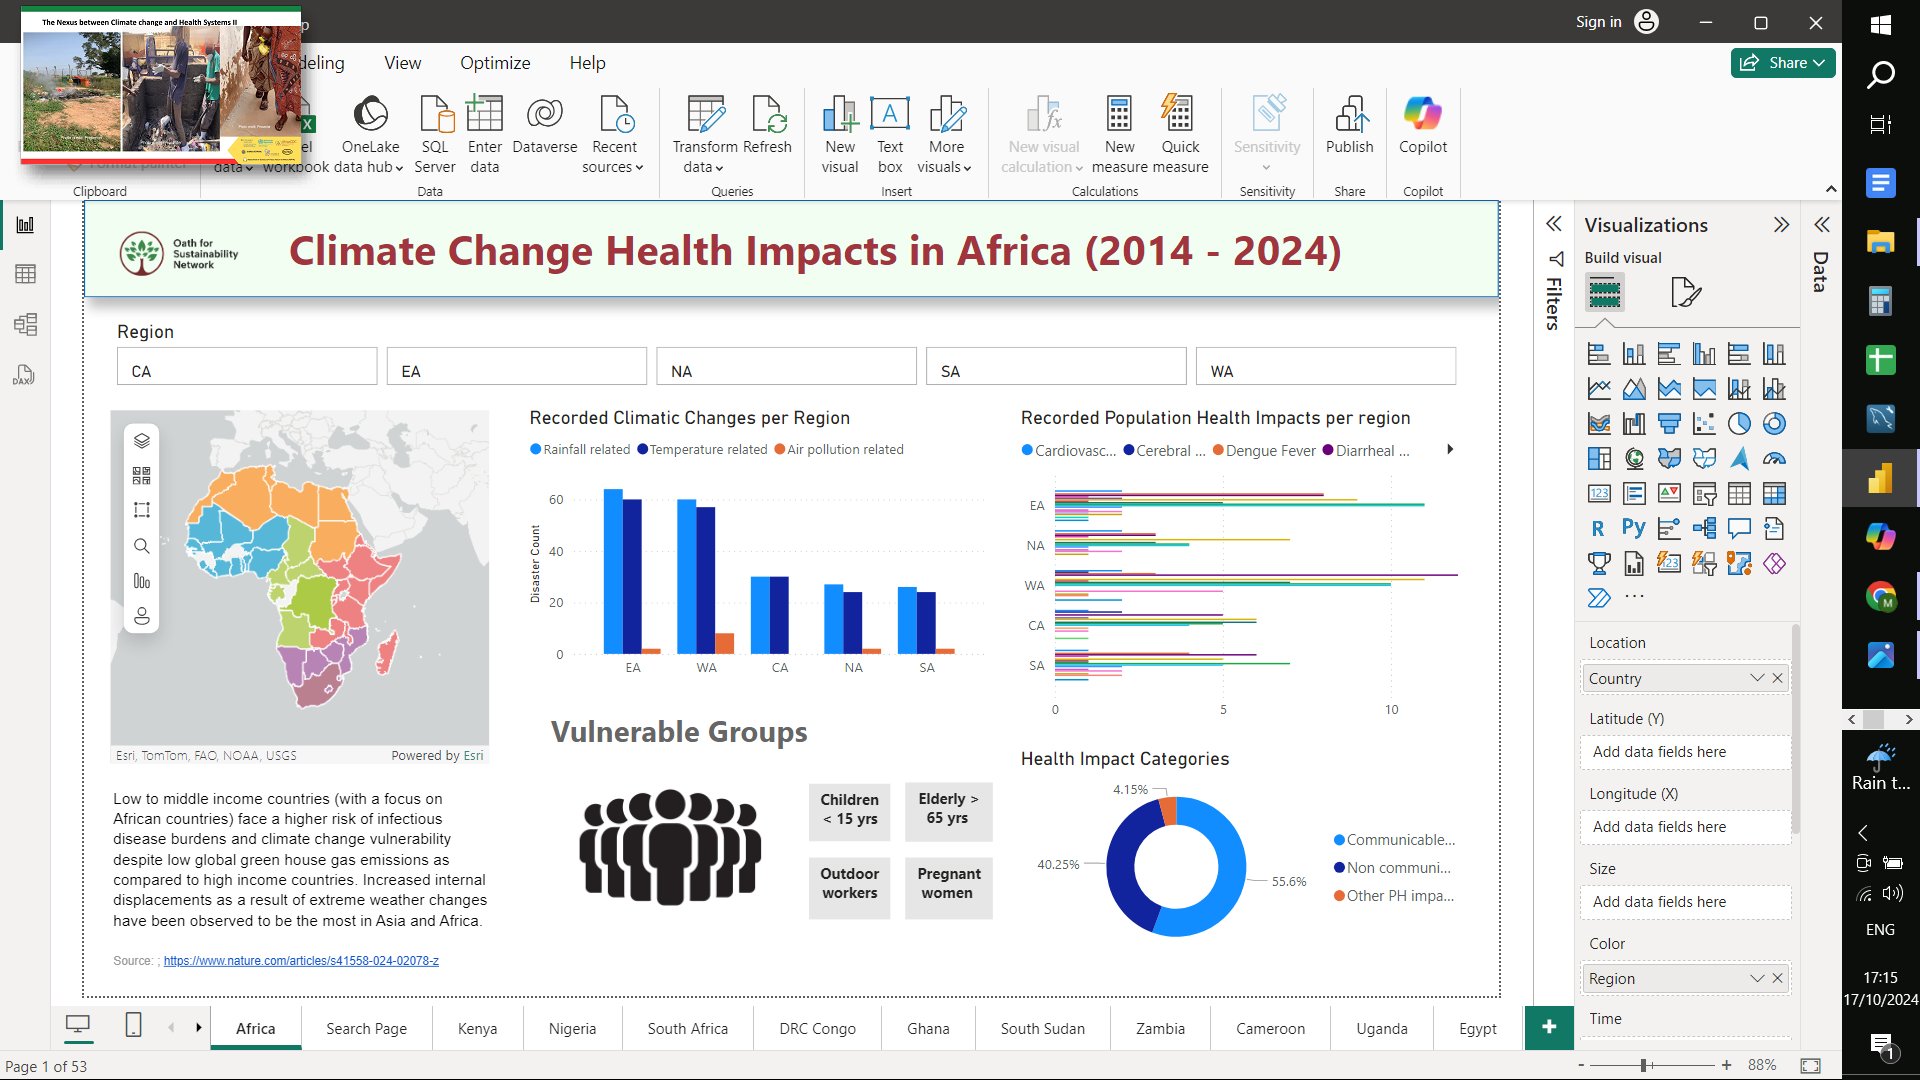 The Nexus between Climate change and Health Systems II
Sign in
View
Optimize
Help
Share
OneLake data hub
SQL Server
Enter data
Dataverse
Recent sources
Transform data
Refresh
New visual
Text box
More visuals
New visual calculation
New measure
Quick measure
Sensitivity
Publish
Copilot
Clipboard
Data
Queries
Insert
Calculations
Sensitivity
Share
Copilot
Oath for
Sustainability
Network
Climate Change Health Impacts in Africa (2014 - 2024)
Region
CA
EA
NA
SA
WA
Esri, TomTom, FAO, NOAA, USGS
Powered by Esri
Low to middle income countries (with a focus on
African countries) face a higher risk of infectious
disease burdens and climate change vulnerability
despite low global green house gas emissions as
compared to high income countries. Increased internal
displacements as a result of extreme weather changes
have been observed to be the most in Asia and Africa.
Source: ; https://www.nature.com/articles/s41558-024-02078-z
Recorded Climatic Changes per Region
Rainfall related Temperature related Air pollution related
Disaster Count
60
40
20
0
EA WA CA NA SA
Vulnerable Groups
Children
< 15 yrs
Elderly >
65 yrs
Outdoor
workers
Pregnant
women
Recorded Population Health Impacts per region
Cardiovasc... Cerebral ... Dengue Fever Diarrheal ...
EA
NA
WA
CA
SA
0 5 10
Health Impact Categories
4.15%
40.25%
55.6%
Communicable...
Non communi...
Other PH impa...
Filters
Visualizations
Build visual
Data
Location
Country
Latitude (Y)
Add data fields here
Longitude (X)
Add data fields here
Size
Add data fields here
Color
Region
Time
Africa
Search Page
Kenya
Nigeria
South Africa
DRC Congo
Ghana
South Sudan
Zambia
Cameroon
Uganda
Egypt
Page 1 of 53
88%
Rain t...
ENG
17:15
17/10/2024
1